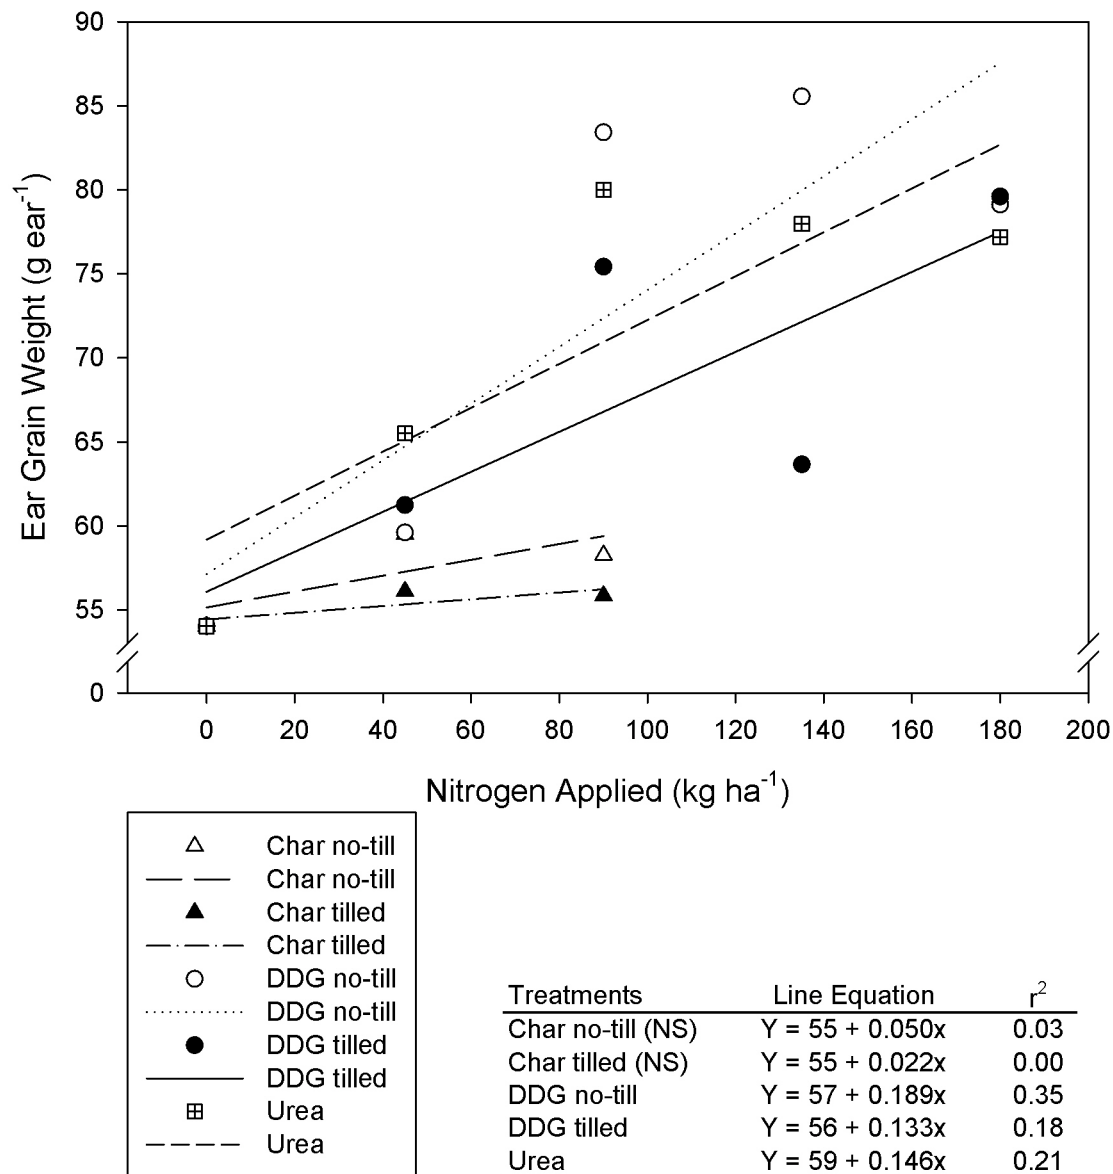 90
85
80
75
70
65
60
55
0
Ear Grain Weight (g ear⁻¹)
0 20 40 60 80 100 120 140 160 180 200
Nitrogen Applied (kg ha⁻¹)
Char no-till
Char no-till
Char tilled
Char tilled
DDG no-till
DDG no-till
DDG tilled
DDG tilled
Urea
Urea
Treatments Line Equation r²
Char no-till (NS) Y = 55 + 0.050x 0.03
Char tilled (NS) Y = 55 + 0.022x 0.00
DDG no-till Y = 57 + 0.189x 0.35
DDG tilled Y = 56 + 0.133x 0.18
Urea Y = 59 + 0.146x 0.21